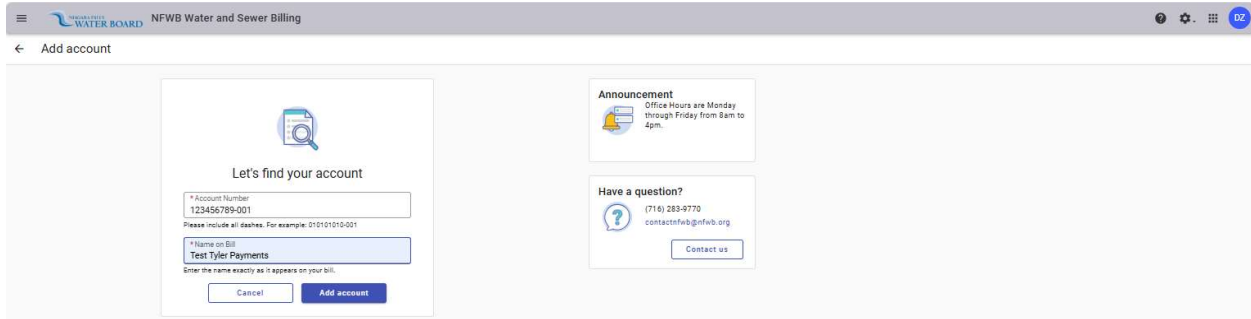 NIAGARA FALLS
WATER BOARD
NFWB Water and Sewer Billing
DZ
Add account
Let's find your account
* Account Number
123456789-001
Please include all dashes. For example: 010101010-001
* Name on Bill
Test Tyler Payments
Enter the name exactly as it appears on your bill.
Cancel
Add account
Announcement
Office Hours are Monday
through Friday from 8am to
4pm.
Have a question?
(716) 283-9770
contactnfwb@nfwb.org
Contact us